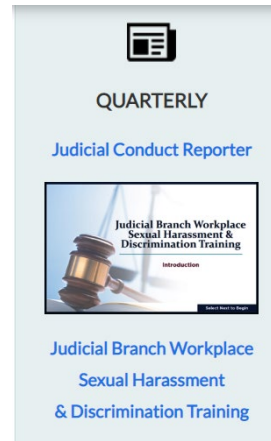 QUARTERLY
Judicial Conduct Reporter
Judicial Branch Workplace
Sexual Harassment &
Discrimination Training
Introduction
Select Next to Begin
Judicial Branch Workplace
Sexual Harassment
& Discrimination Training